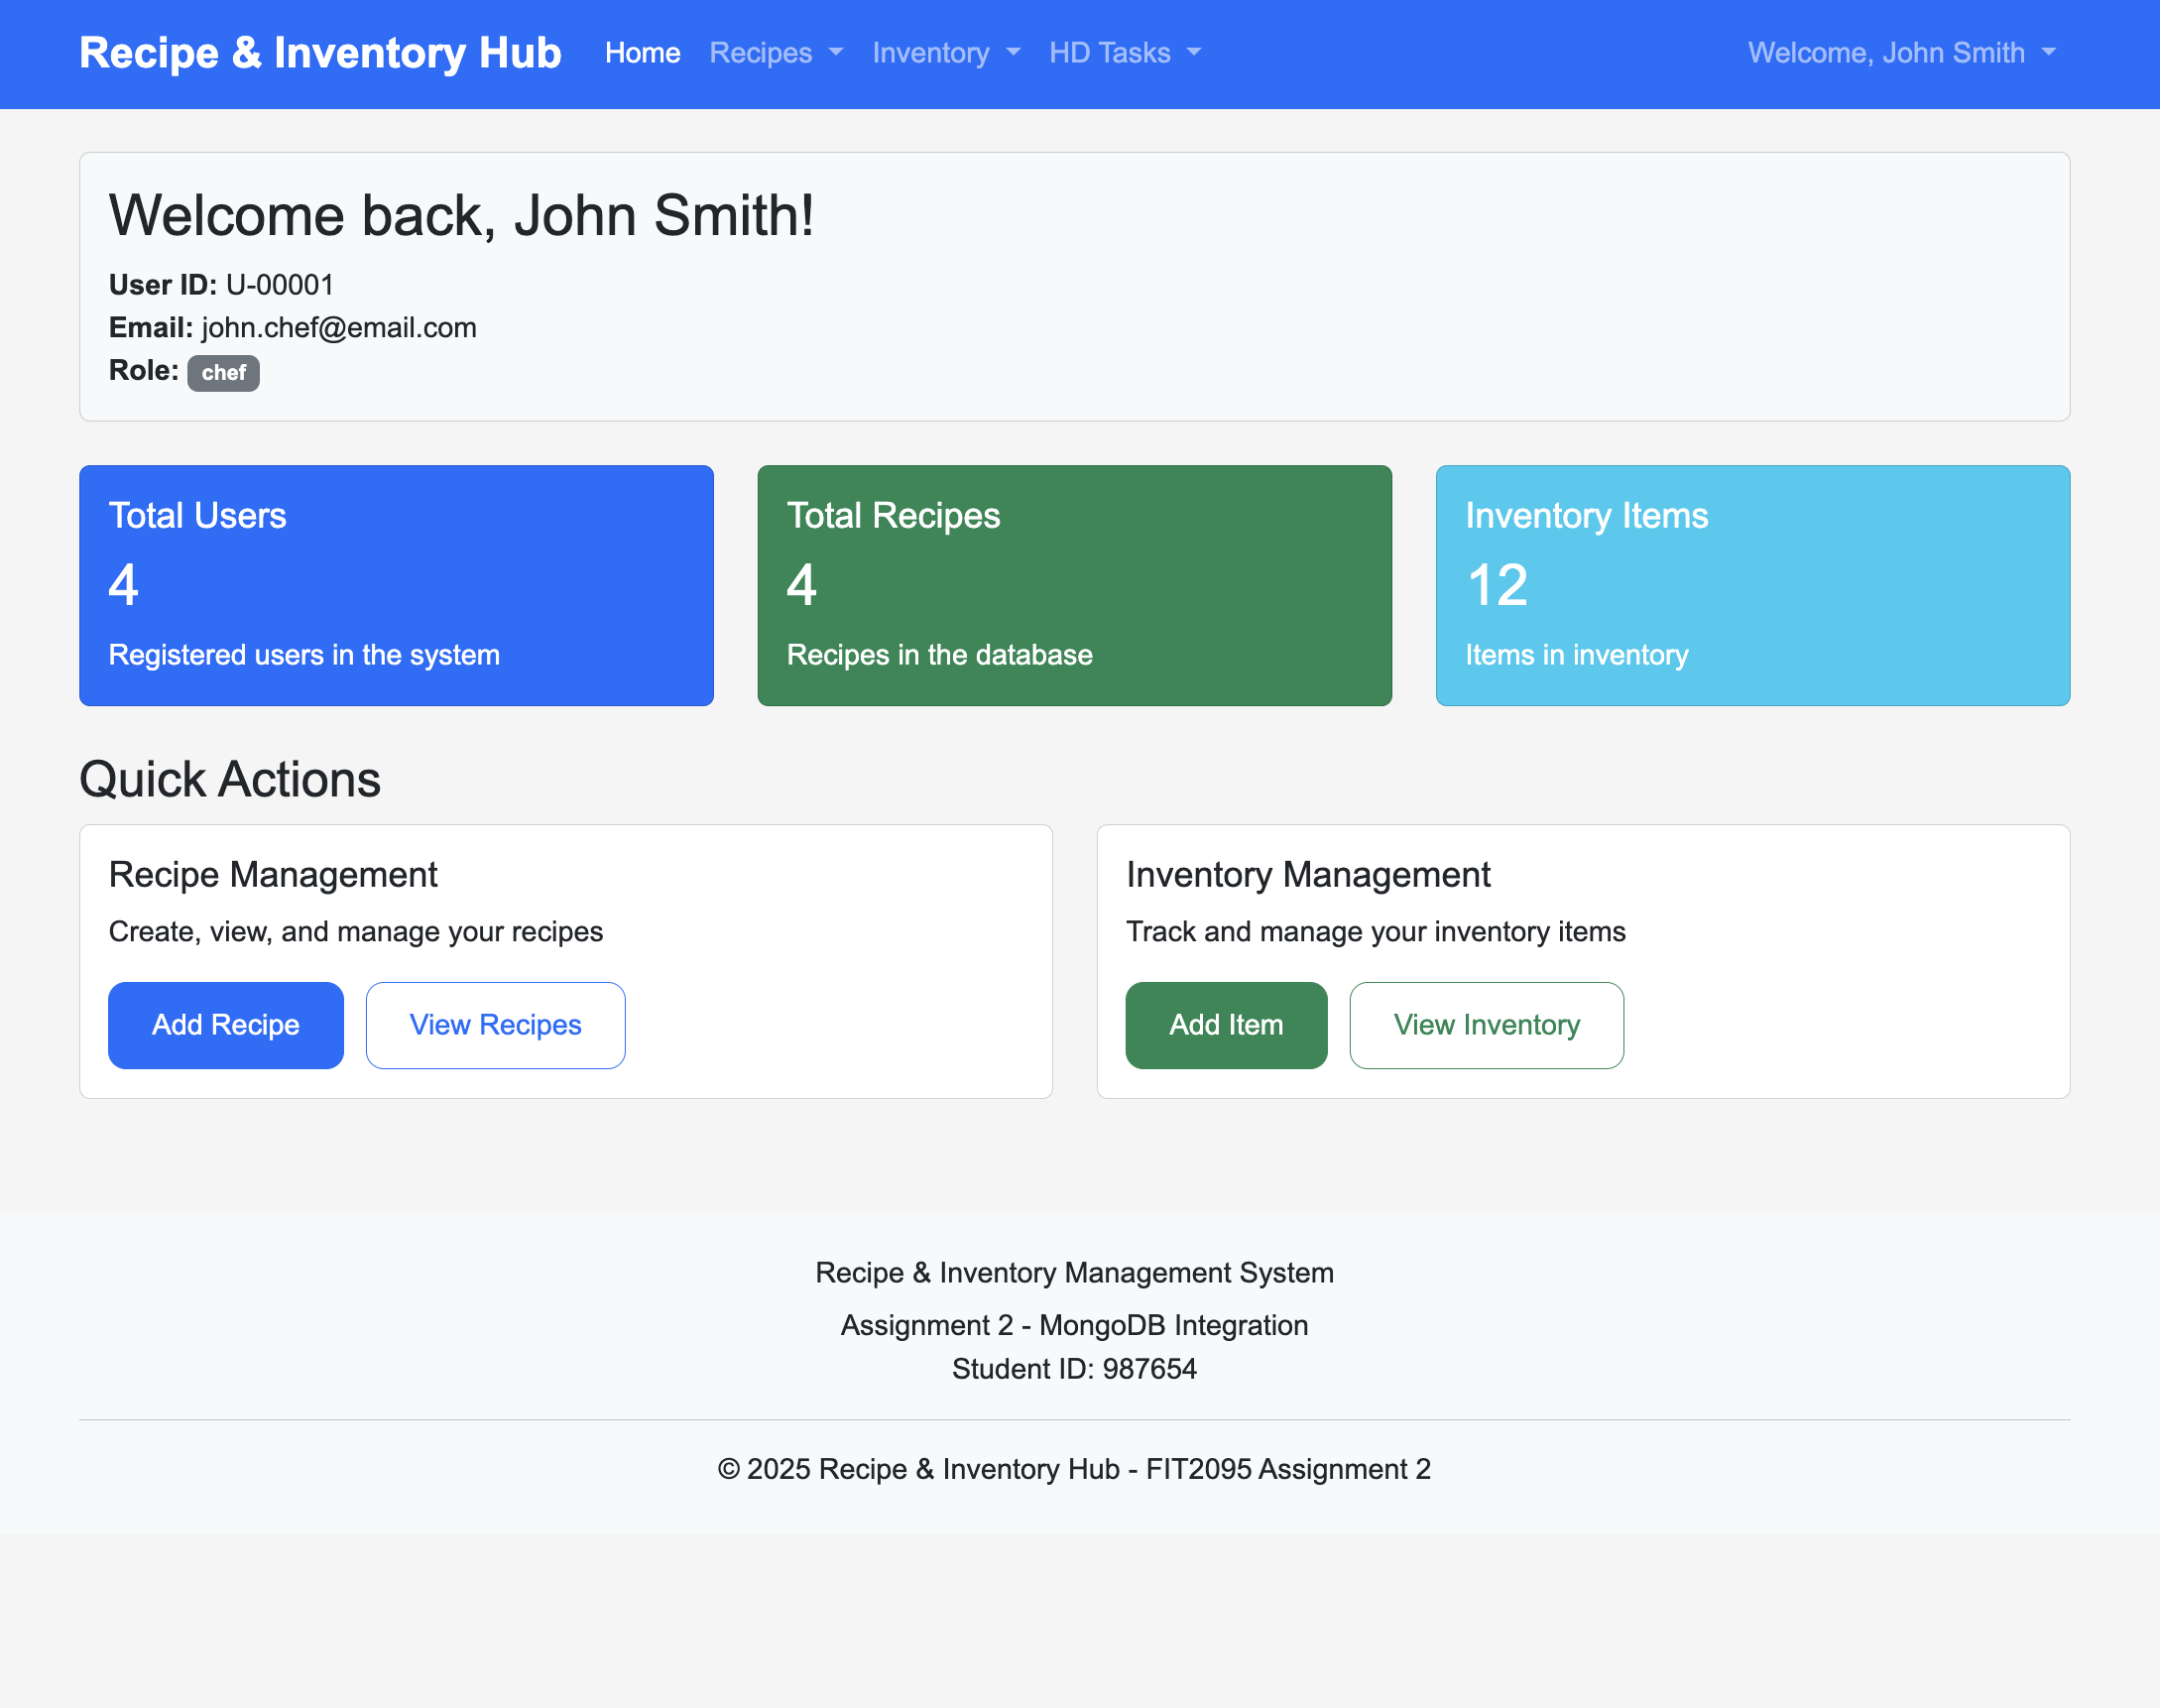 Recipe & Inventory Hub Home Recipes Inventory HD Tasks Welcome, John Smith
Welcome back, John Smith!
User ID: U-00001
Email: john.chef@email.com
Role: chef
Total Users
4
Registered users in the system
Total Recipes
4
Recipes in the database
Inventory Items
12
Items in inventory
Quick Actions
Recipe Management
Create, view, and manage your recipes
Add Recipe View Recipes
Inventory Management
Track and manage your inventory items
Add Item View Inventory
Recipe & Inventory Management System
Assignment 2 - MongoDB Integration
Student ID: 987654
© 2025 Recipe & Inventory Hub - FIT2095 Assignment 2